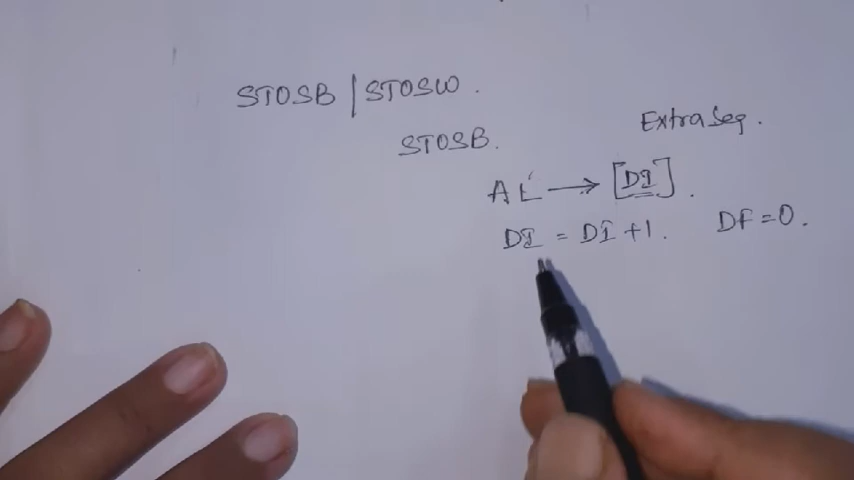 STOSB | STOSW.
Extra Seg.
STOSB.
AL → [DI].
DI = DI + 1. DF = 0.